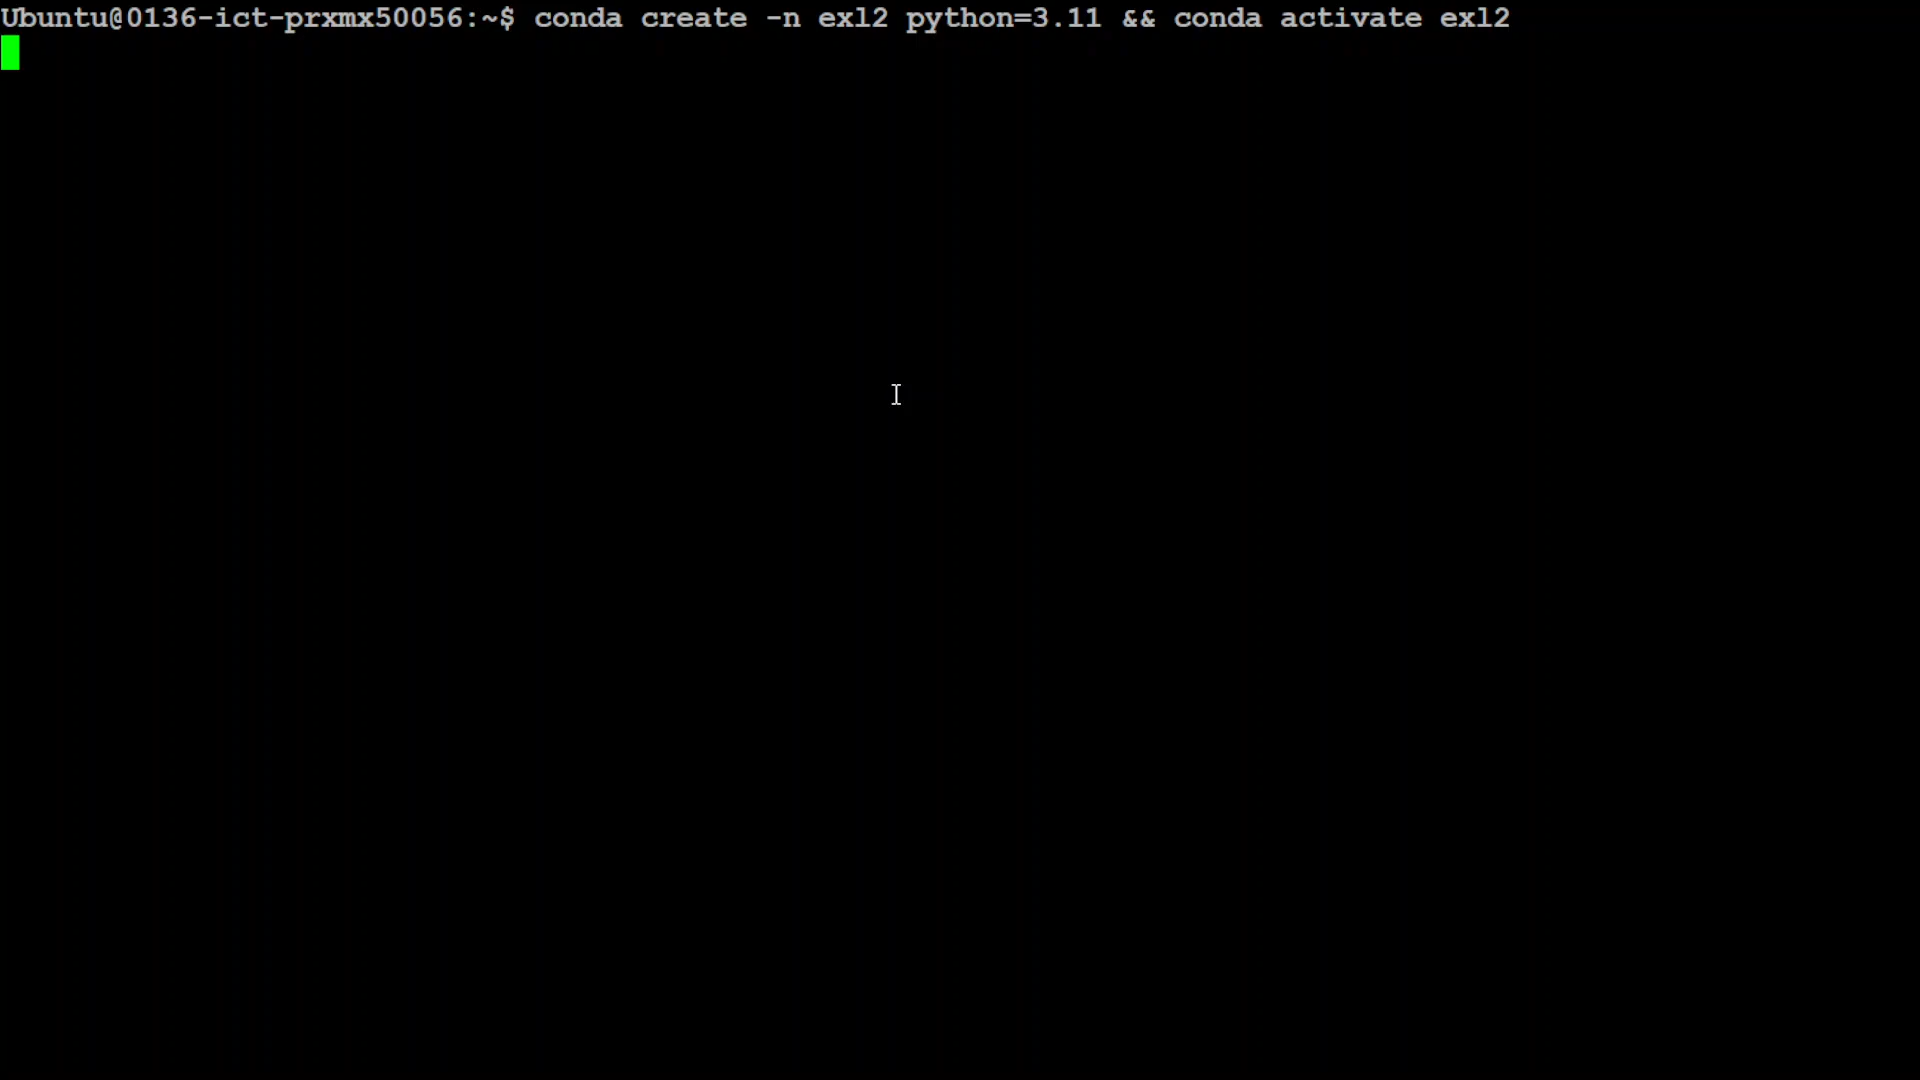 Ubuntu@0136-ict-prxmx50056:~$ conda create -n exl2 python=3.11 && conda activate exl2